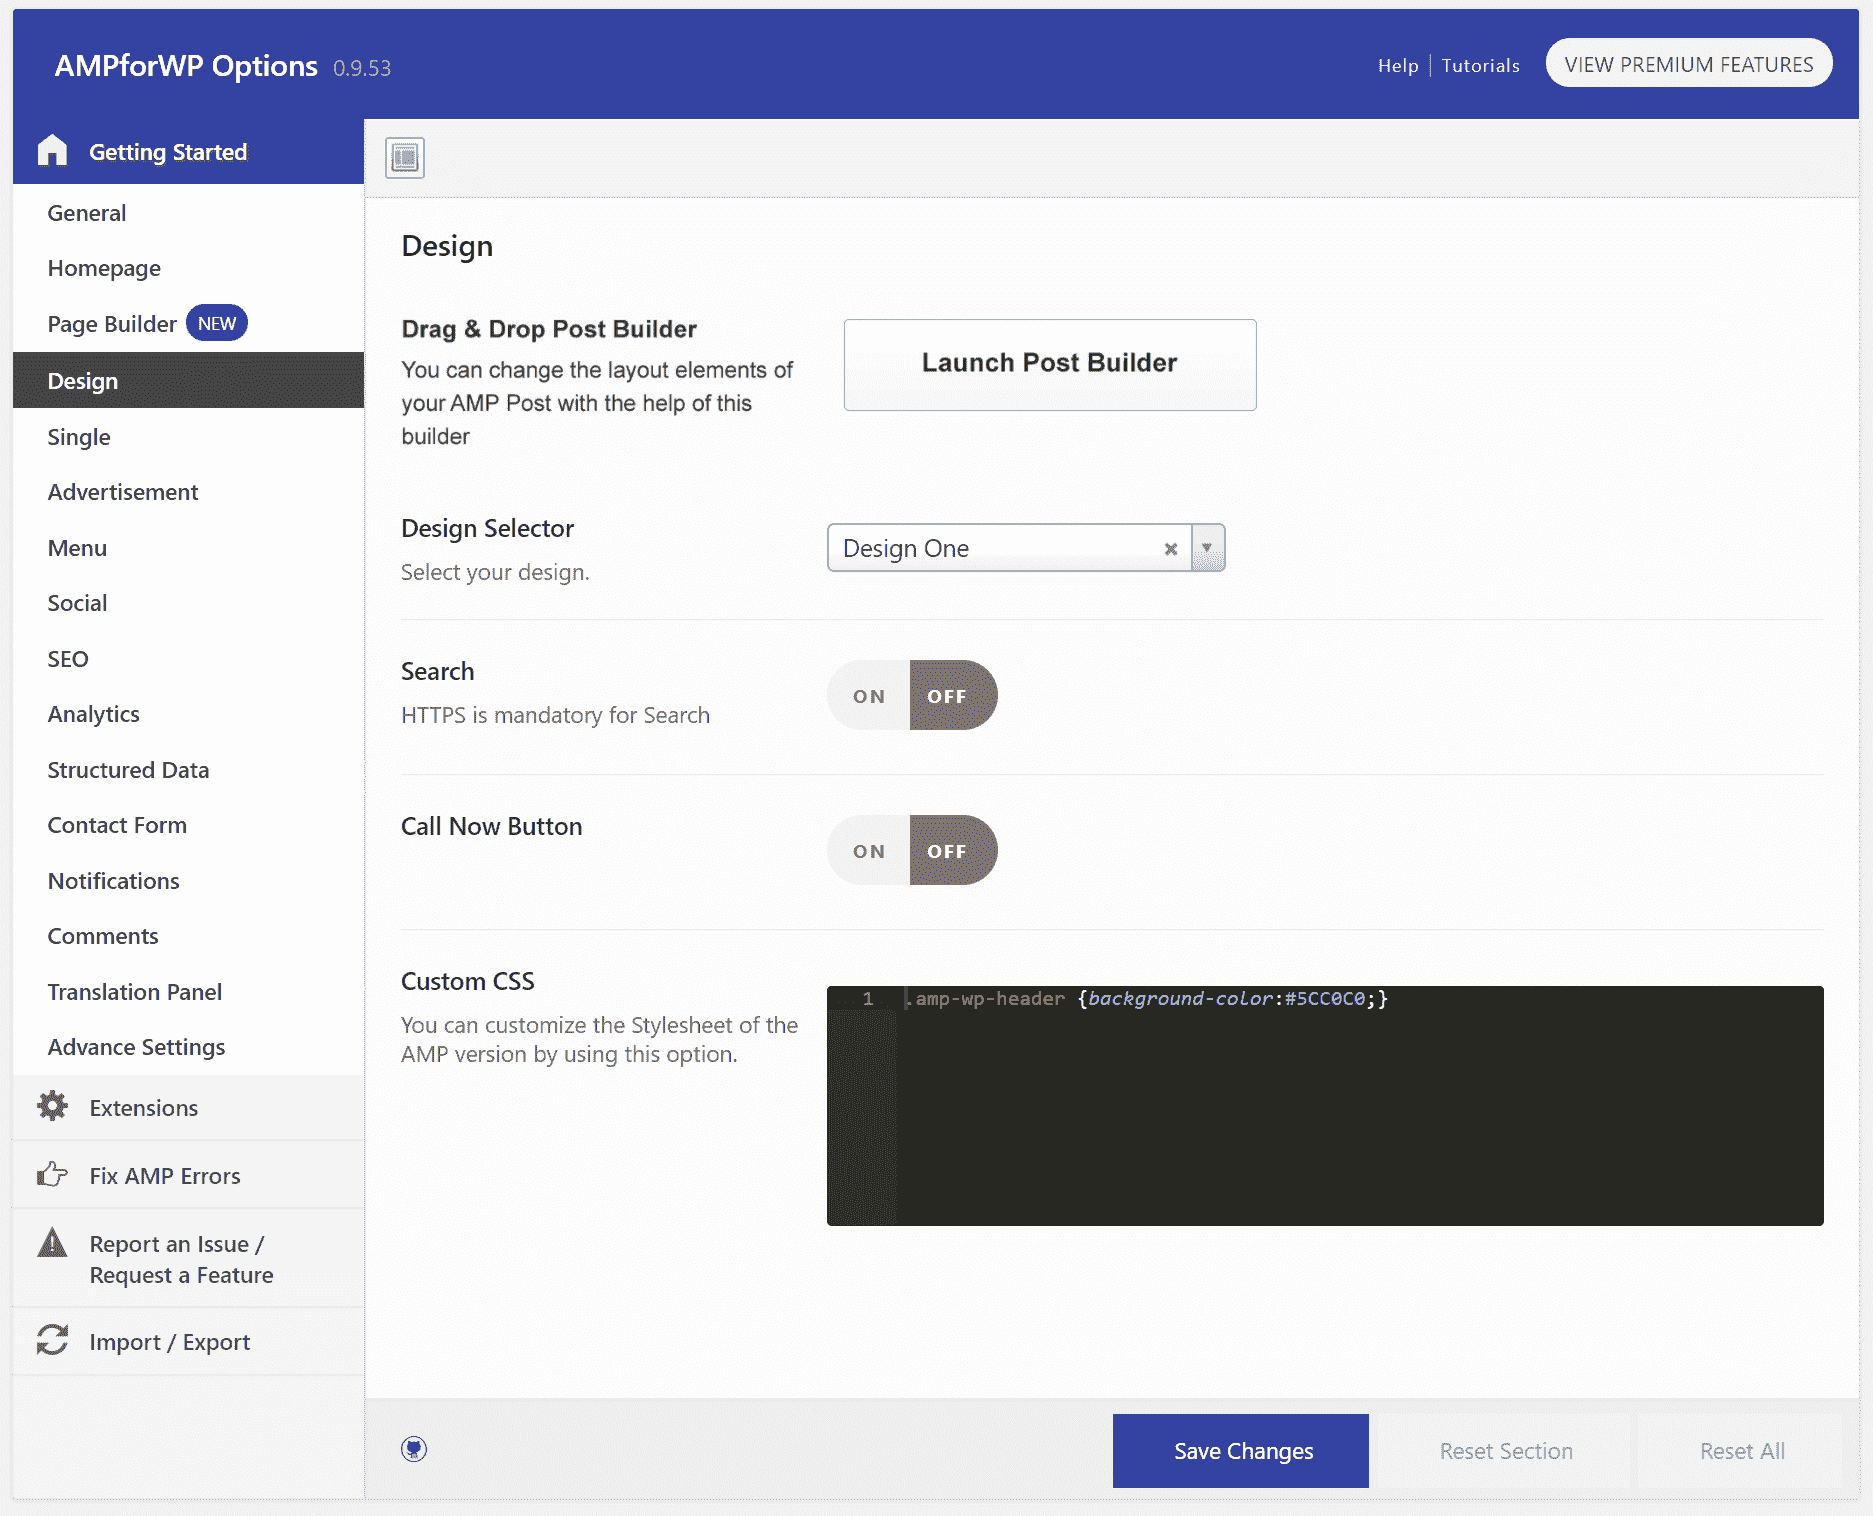 AMPforWP Options 0.9.53
Help
Tutorials
VIEW PREMIUM FEATURES
Getting Started
General
Homepage
Page Builder NEW
Design
Single
Advertisement
Menu
Social
SEO
Analytics
Structured Data
Contact Form
Notifications
Comments
Translation Panel
Advance Settings
Extensions
Fix AMP Errors
Report an Issue /
Request a Feature
Import / Export
Design
Drag & Drop Post Builder
You can change the layout elements of
your AMP Post with the help of this
builder
Launch Post Builder
Design Selector
Select your design.
Design One
Search
HTTPS is mandatory for Search
ON OFF
Call Now Button
ON OFF
Custom CSS
You can customize the Stylesheet of the
AMP version by using this option.
1 .amp-wp-header {background-color:#5CC0C0;}
Save Changes
Reset Section
Reset All